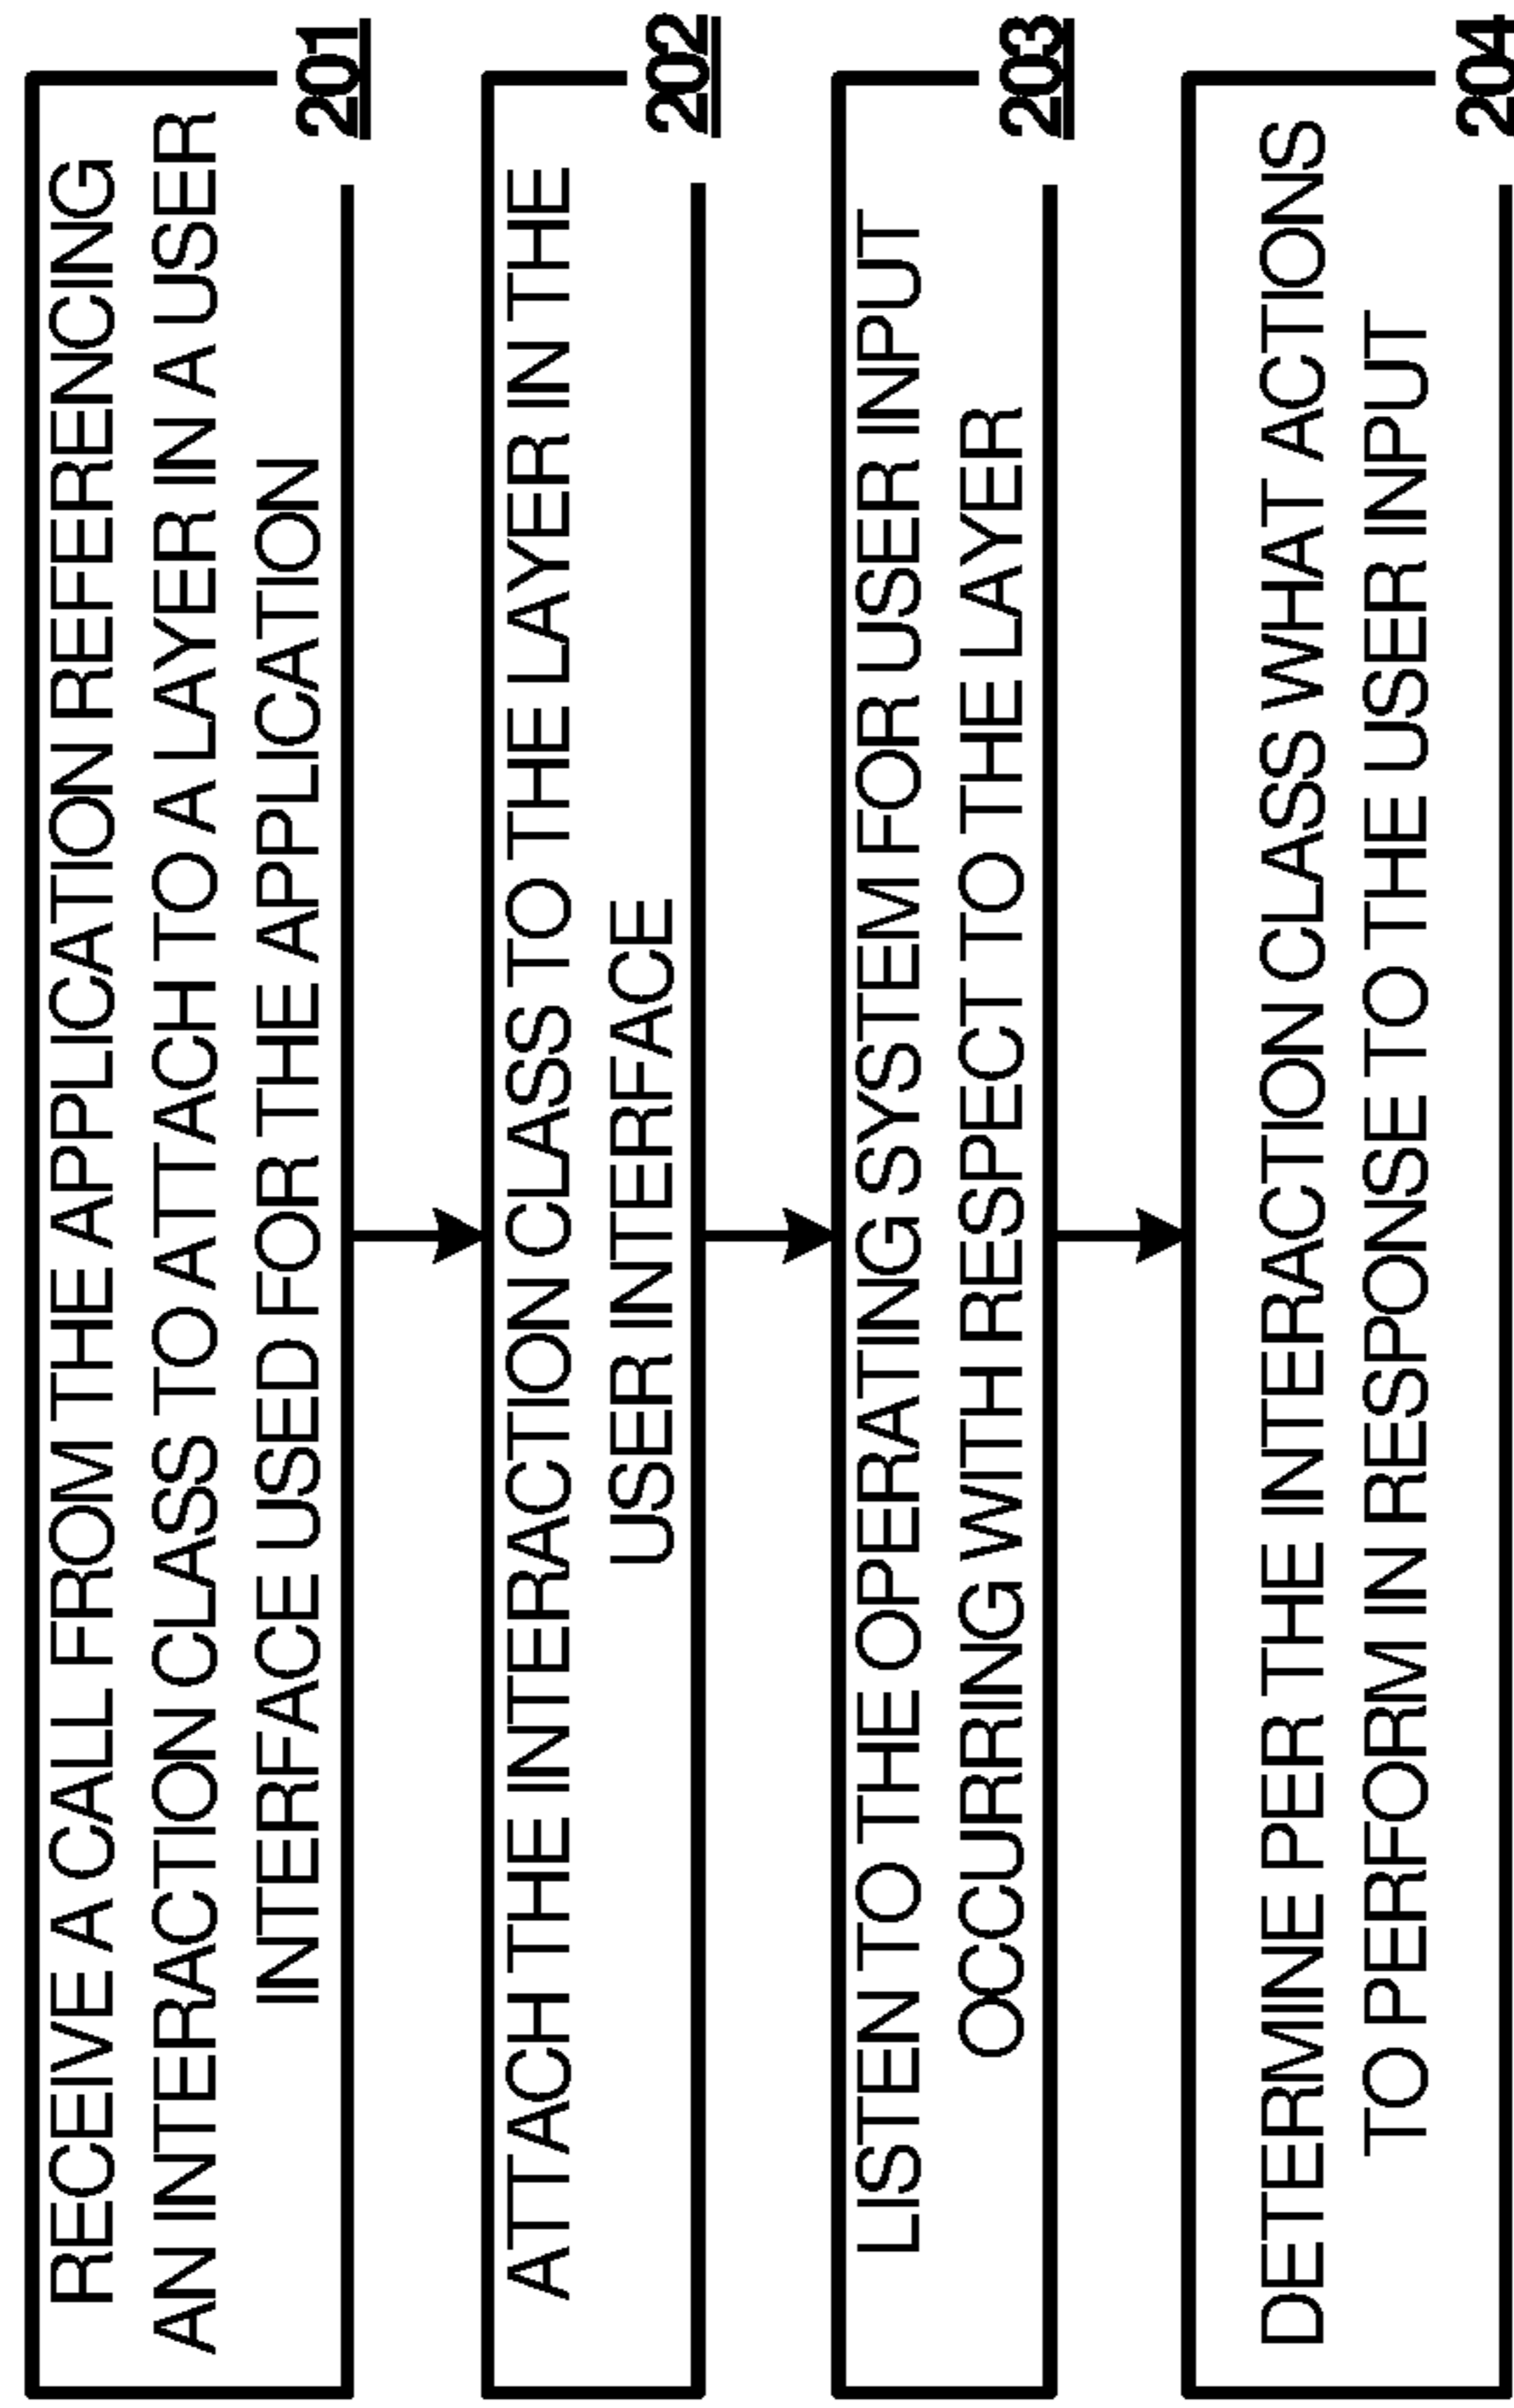 RECEIVE A CALL FROM THE APPLICATION REFERENCING
AN INTERACTION CLASS TO ATTACH TO A LAYER IN A USER
INTERFACE USED FOR THE APPLICATION
201
ATTACH THE INTERACTION CLASS TO THE LAYER IN THE
USER INTERFACE
202
LISTEN TO THE OPERATING SYSTEM FOR USER INPUT
OCCURRING WITH RESPECT TO THE LAYER
203
DETERMINE PER THE INTERACTION CLASS WHAT ACTIONS
TO PERFORM IN RESPONSE TO THE USER INPUT
204